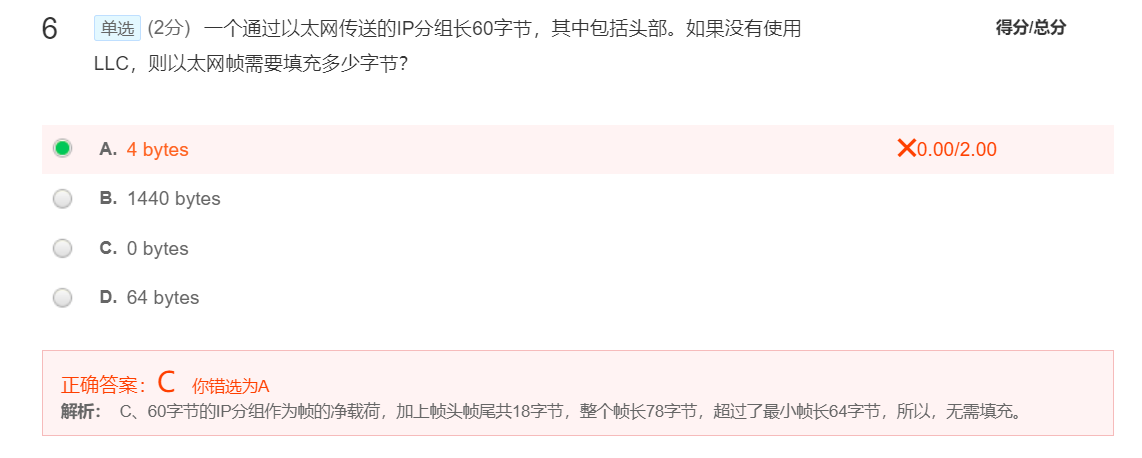 6 单选 (2分) 一个通过以太网传送的IP分组长60字节，其中包括头部。如果没有使用 得分/总分
LLC，则以太网帧需要填充多少字节？
A. 4 bytes ×0.00/2.00
B. 1440 bytes
C. 0 bytes
D. 64 bytes
正确答案：C 你错选为A
解析： C、60字节的IP分组作为帧的净载荷，加上帧头帧尾共18字节，整个帧长78字节，超过了最小帧长64字节，所以，无需填充。